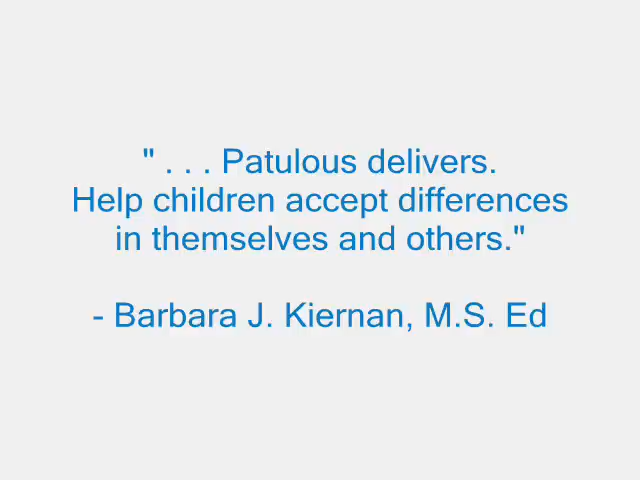 " . . . Patulous delivers.
Help children accept differences
in themselves and others."
- Barbara J. Kiernan, M.S. Ed